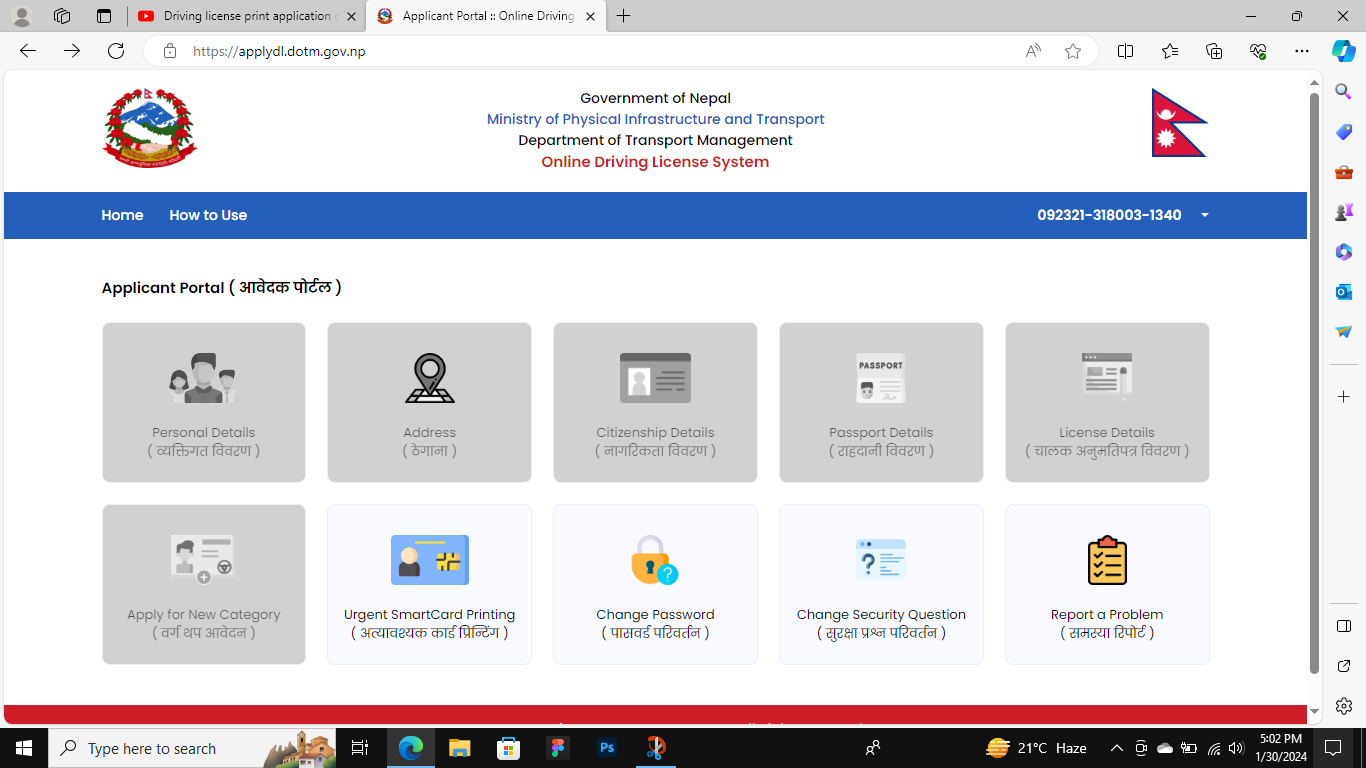 Driving license print application
Applicant Portal :: Online Driving
https://applydl.dotm.gov.np
Government of Nepal
Ministry of Physical Infrastructure and Transport
Department of Transport Management
Online Driving License System
Home How to Use 092321-318003-1340
Applicant Portal ( आवेदक पोर्टल )
PASSPORT
Personal Details
( व्यक्तिगत विवरण )
Address
( ठेगाना )
Citizenship Details
( नागरिकता विवरण )
Passport Details
( राहदानी विवरण )
License Details
( चालक अनुमतिपत्र विवरण )
Apply for New Category
( वर्ग थप आवेदन )
Urgent SmartCard Printing
( अत्यावश्यक कार्ड प्रिन्टिंग )
Change Password
( पासवर्ड परिवर्तन )
Change Security Question
( सुरक्षा प्रश्न परिवर्तन )
Report a Problem
( समस्या रिपोर्ट )
Type here to search
Ps
21°C Haze
5:02 PM
1/30/2024